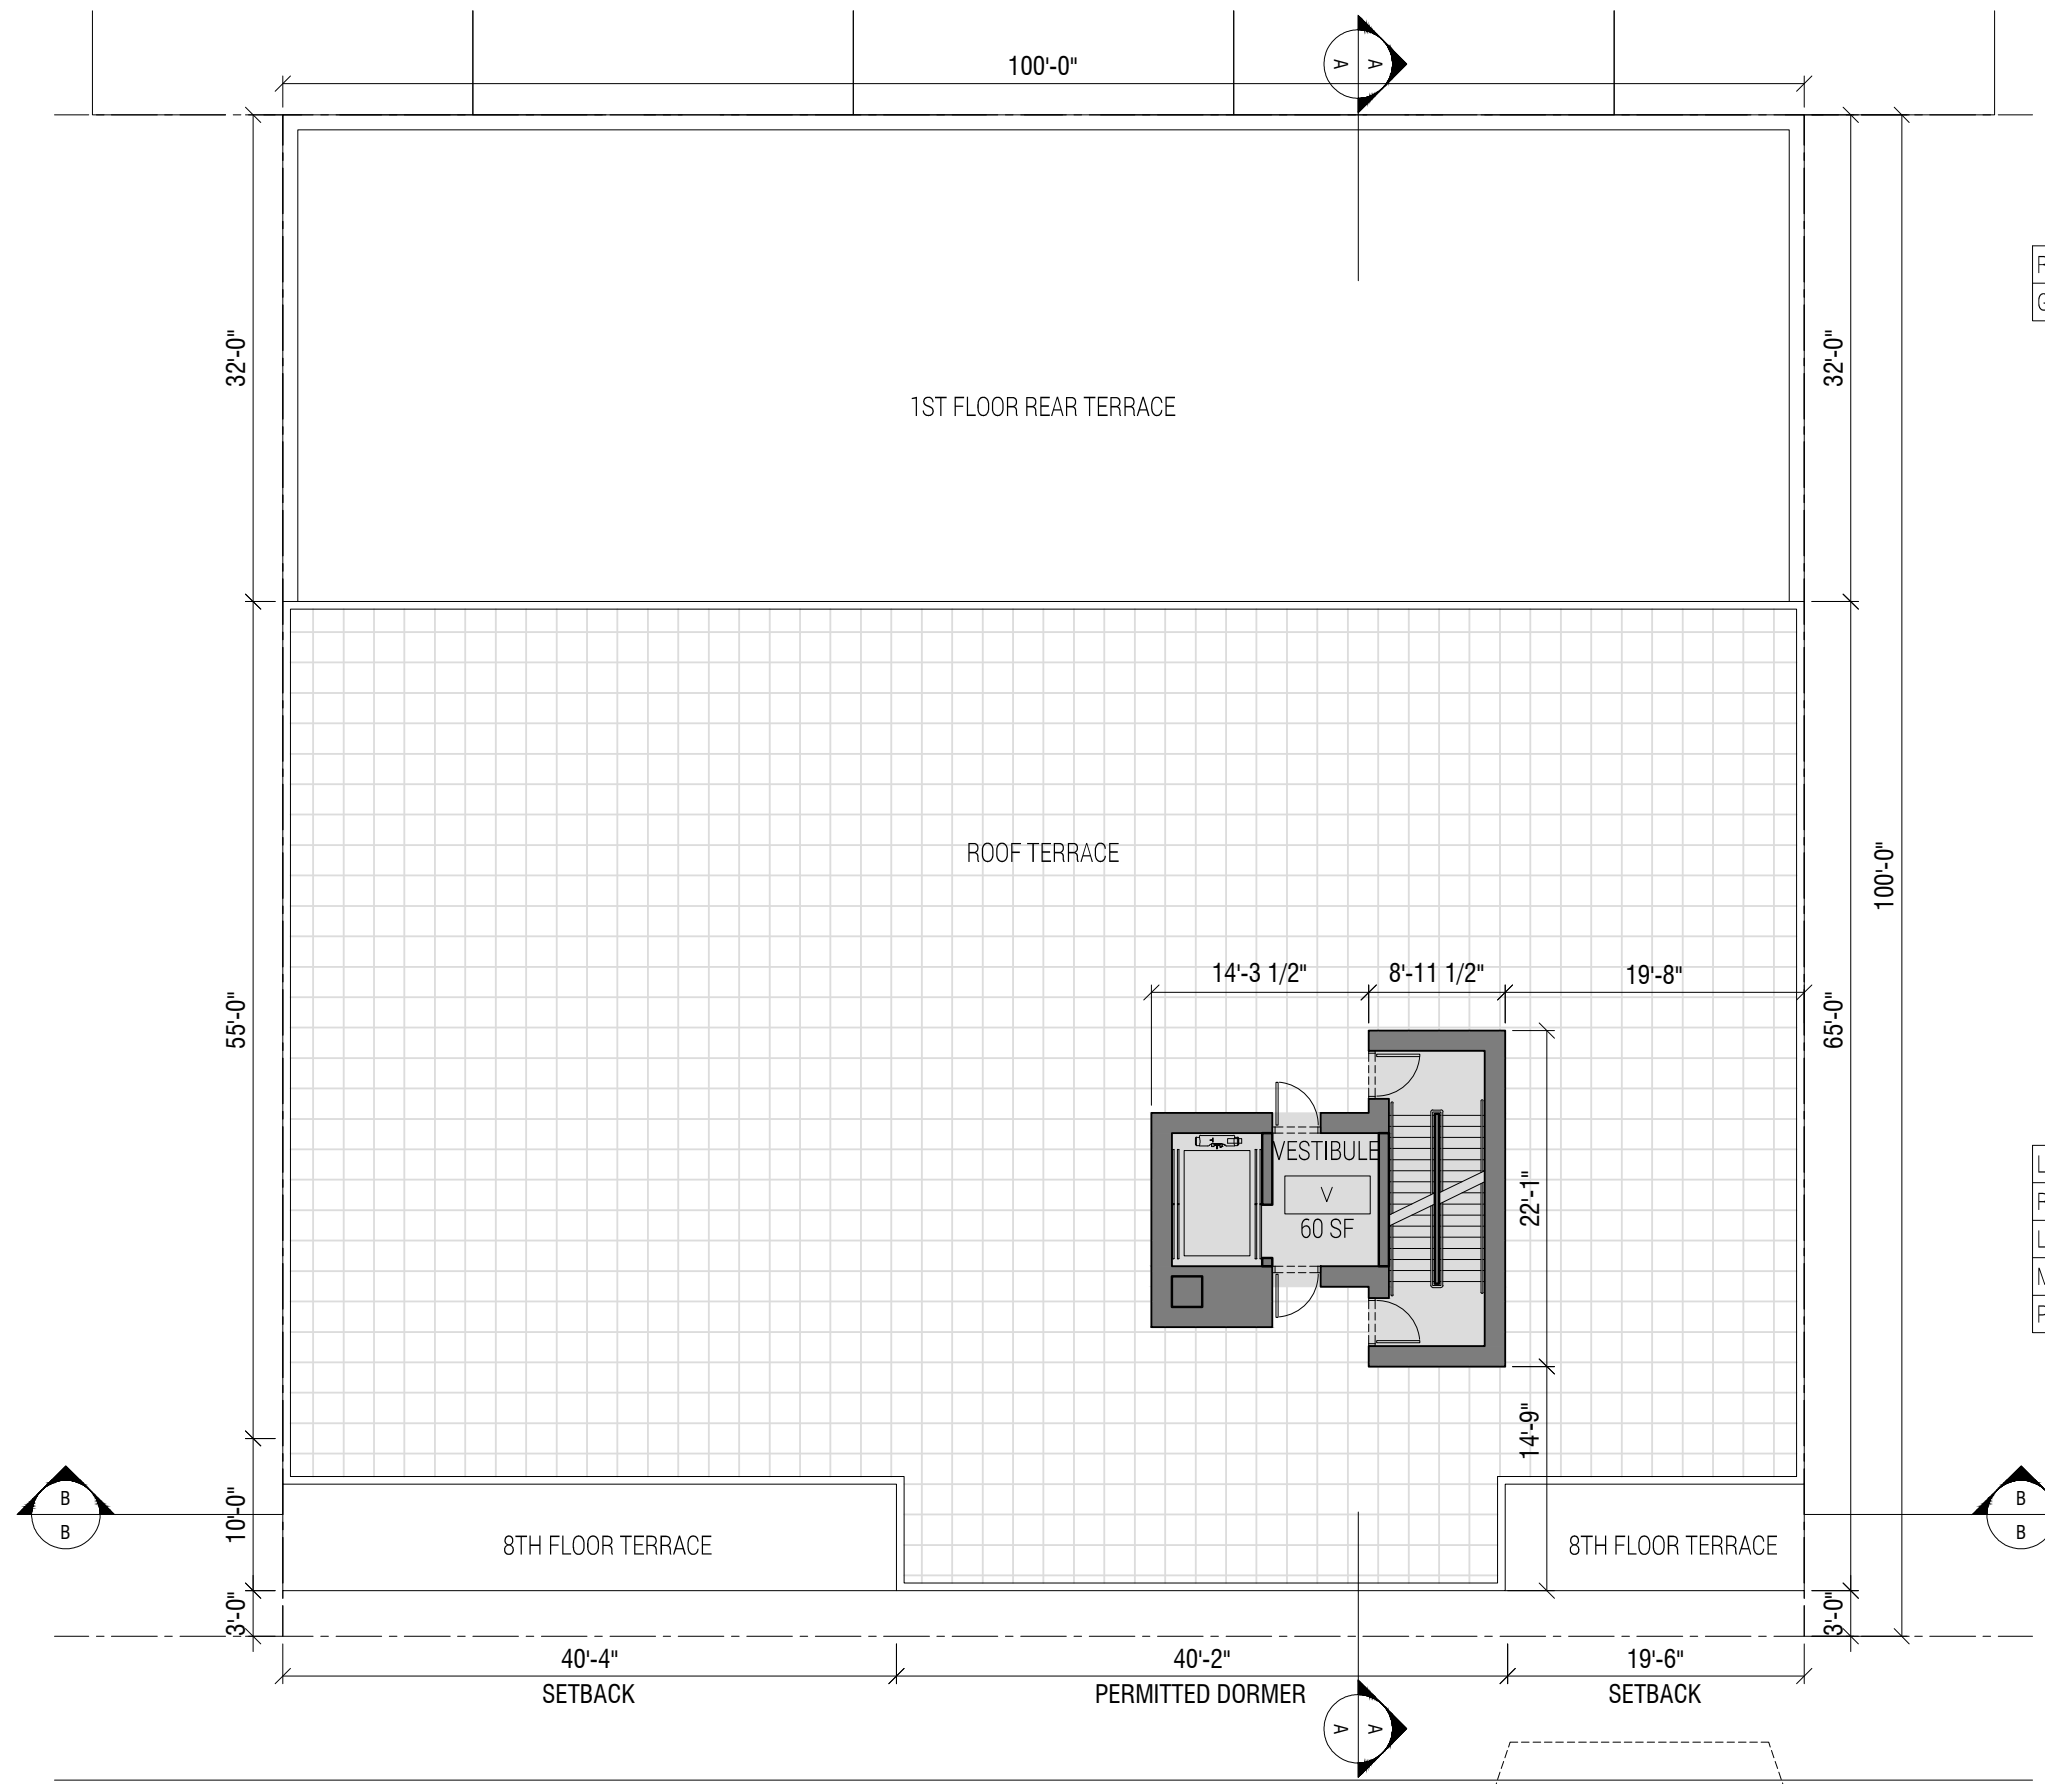 100'-0"
A A
R
G
32'-0"
32'-0"
1ST FLOOR REAR TERRACE
ROOF TERRACE
100'-0"
14'-3 1/2"
8'-11 1/2"
19'-8"
55'-0"
65'-0"
VESTIBULE
V
60 SF
22'-1"
L
R
L
M
P
14'-9"
B
B
10'-0"
8TH FLOOR TERRACE
8TH FLOOR TERRACE
B
B
3'-0"
3'-0"
40'-4"
40'-2"
19'-6"
SETBACK
PERMITTED DORMER
SETBACK
A A